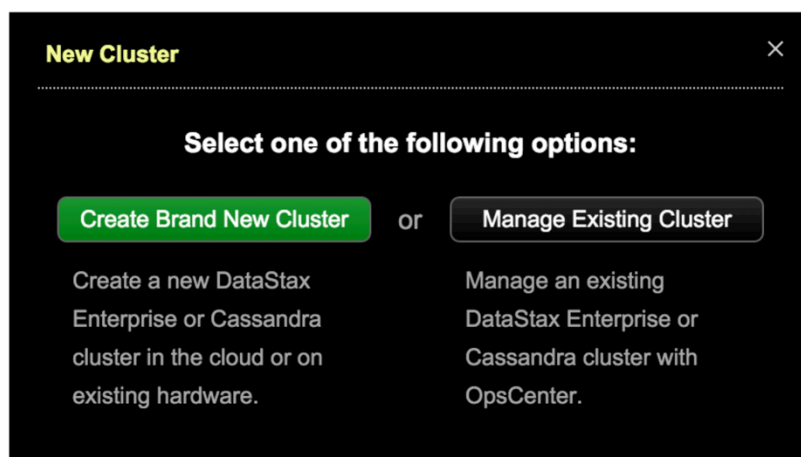 New Cluster
Select one of the following options:
Create Brand New Cluster or Manage Existing Cluster
Create a new DataStax
Enterprise or Cassandra
cluster in the cloud or on
existing hardware.
Manage an existing
DataStax Enterprise or
Cassandra cluster with
OpsCenter.